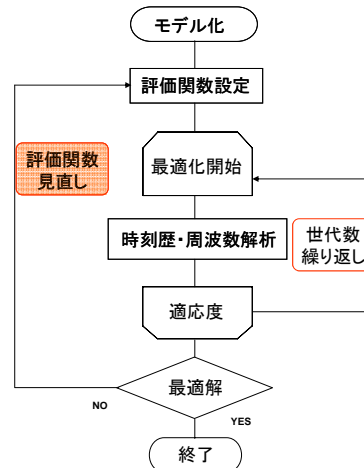 モデル化
評価関数設定
評価関数
見直し
最適化開始
時刻歴・周波数解析
世代数
繰り返し
適応度
最適解
NO
YES
終了